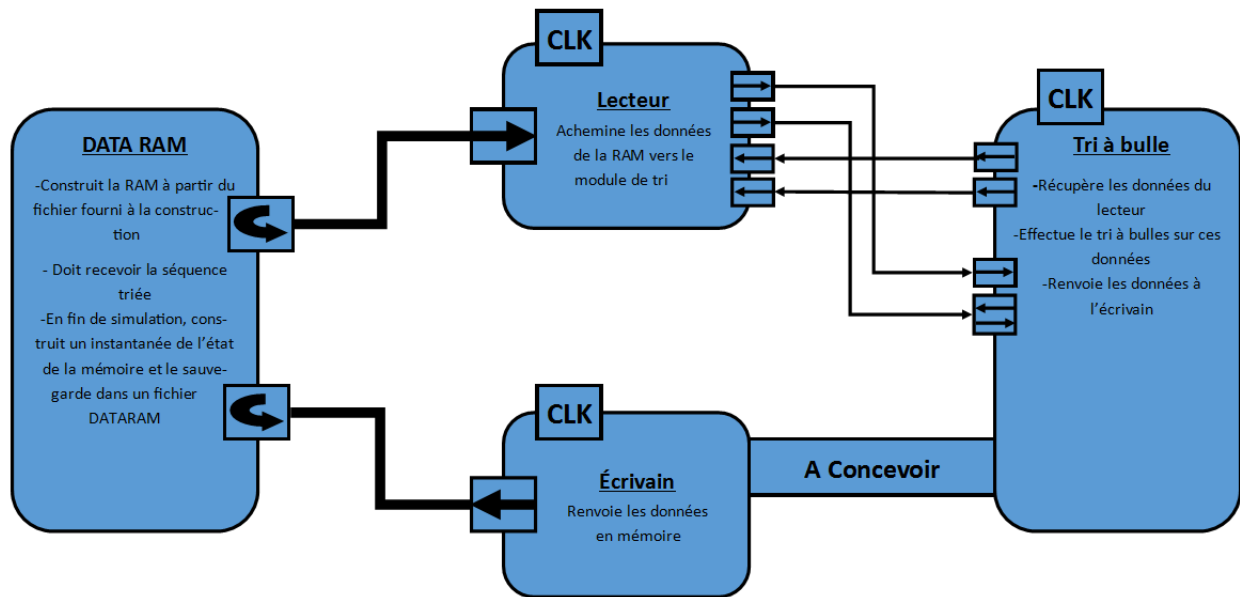 DATA RAM
-Construit la RAM à partir du
fichier fourni à la construc-
tion
- Doit recevoir la séquence
triée
-En fin de simulation, cons-
truit un instantanée de l'état
de la mémoire et le sauve-
garde dans un fichier
DATARAM
CLK
Lecteur
Achemine les données
de la RAM vers le
module de tri
CLK
Tri à bulle
-Récupère les données du
lecteur
-Effectue le tri à bulles sur ces
données
-Renvoie les données à
l'écrivain
CLK
Écrivain
Renvoie les données
en mémoire
A Concevoir